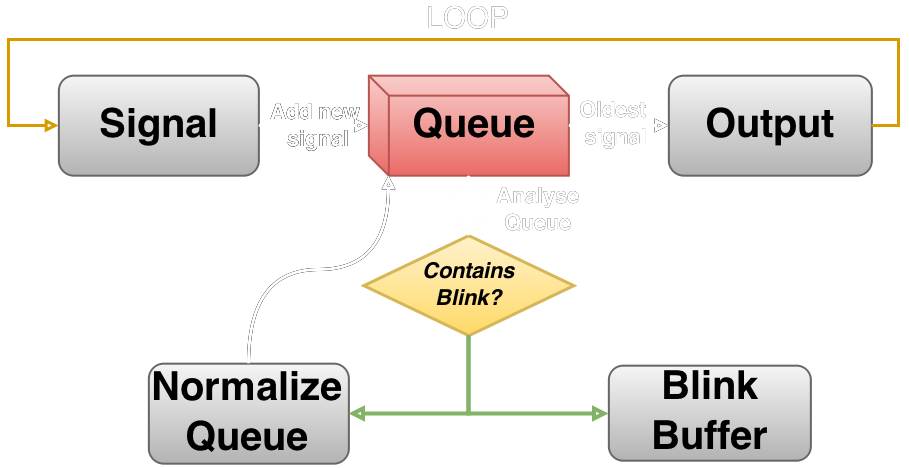 LOOP
Signal
Add new
signal
Queue
Oldest
signal
Output
Analyse
Queue
Contains
Blink?
Normalize
Queue
Blink
Buffer